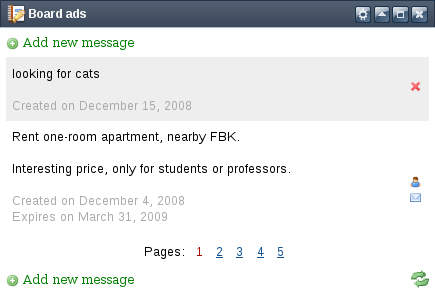 Board ads
Add new message
looking for cats
Created on December 15, 2008
Rent one-room apartment, nearby FBK.
Interesting price, only for students or professors.
Created on December 4, 2008
Expires on March 31, 2009
Pages: 1 2 3 4 5
Add new message